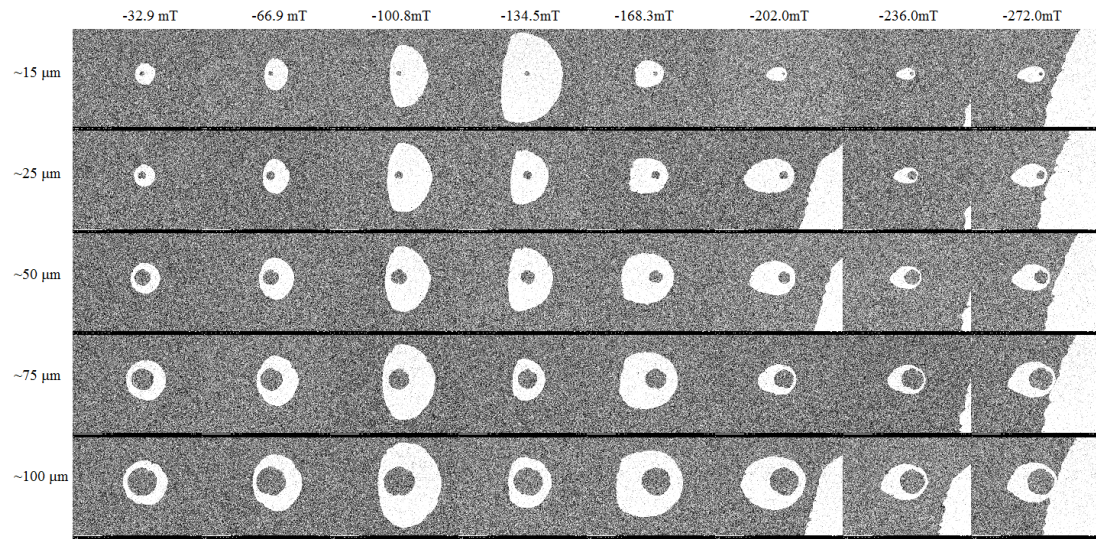 -32.9 mT -66.9 mT -100.8mT -134.5mT -168.3mT -202.0mT -236.0mT -272.0mT
~15 μm
~25 μm
~50 μm
~75 μm
~100 μm